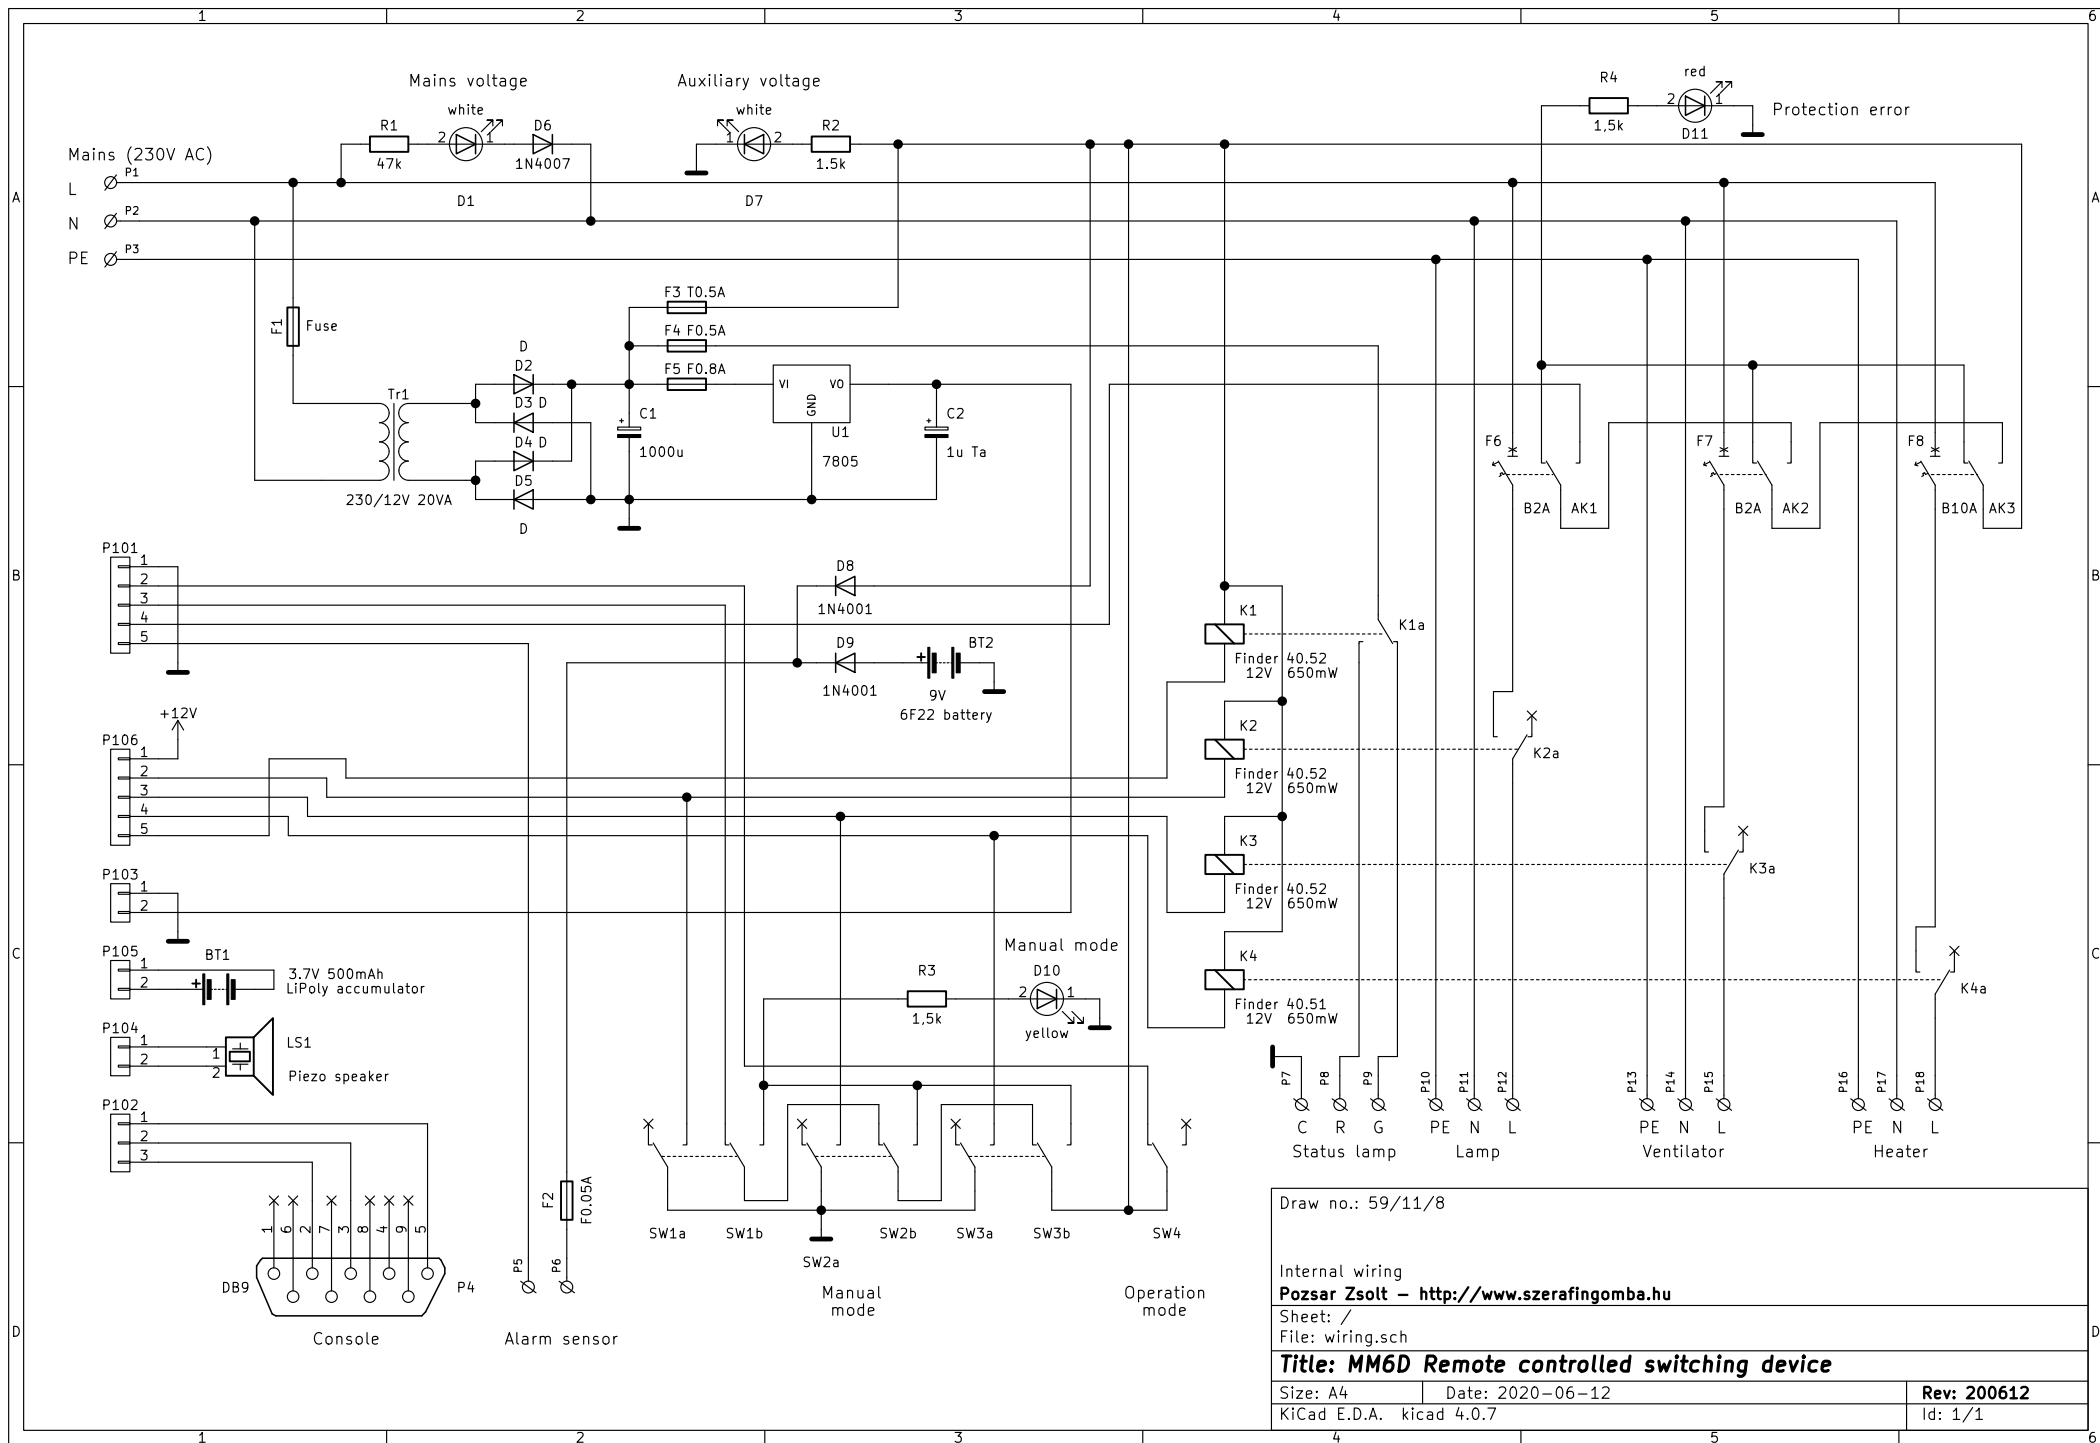 1 2 3 4 5 6
Mains voltage
white
R1
47k
2 1
D6
1N4007
D1
Auxiliary voltage
white
1 2
R2
1.5k
D7
R4
1,5k
red
2 1
D11
Protection error
Mains (230V AC)
L P1
N P2
PE P3
A A
F1 Fuse
F3 T0.5A
F4 F0.5A
F5 F0.8A
D
D2
D3 D
D4 D
D5
D
Tr1
230/12V 20VA
+ C1
1000u
VI VO
GND
U1
7805
+ C2
1u Ta
F6
B2A AK1
F7
B2A AK2
F8
B10A AK3
B B
P101
1
2
3
4
5
D8
1N4001
D9
1N4001
+ BT2
9V
6F22 battery
K1
Finder 40.52
12V 650mW
K1a
K2
Finder 40.52
12V 650mW
K2a
K3
Finder 40.52
12V 650mW
K3a
K4
Finder 40.51
12V 650mW
K4a
+12V
P106
1
2
3
4
5
C C
P103
1
2
P105
1
2
BT1
+
3.7V 500mAh
LiPoly accumulator
P104
1
2
1
2
LS1
Piezo speaker
P102
1
2
3
Manual mode
R3
1,5k
D10
2 1
yellow
P7 P8 P9 P10 P11 P12 P13 P14 P15 P16 P17 P18
C R G PE N L PE N L PE N L
Status lamp Lamp Ventilator Heater
1 6 2 7 3 8 4 9 5
DB9 P4
Console
F2
F0.05A
P5 P6
Alarm sensor
SW1a SW1b SW2b SW3a SW3b SW4
SW2a
Manual
mode
Operation
mode
D D
Draw no.: 59/11/8
Internal wiring
Pozsar Zsolt – http://www.szerafingomba.hu
Sheet: /
File: wiring.sch
Title: MM6D Remote controlled switching device
Size: A4 Date: 2020-06-12 Rev: 200612
KiCad E.D.A. kicad 4.0.7 Id: 1/1
1 2 3 4 5 6